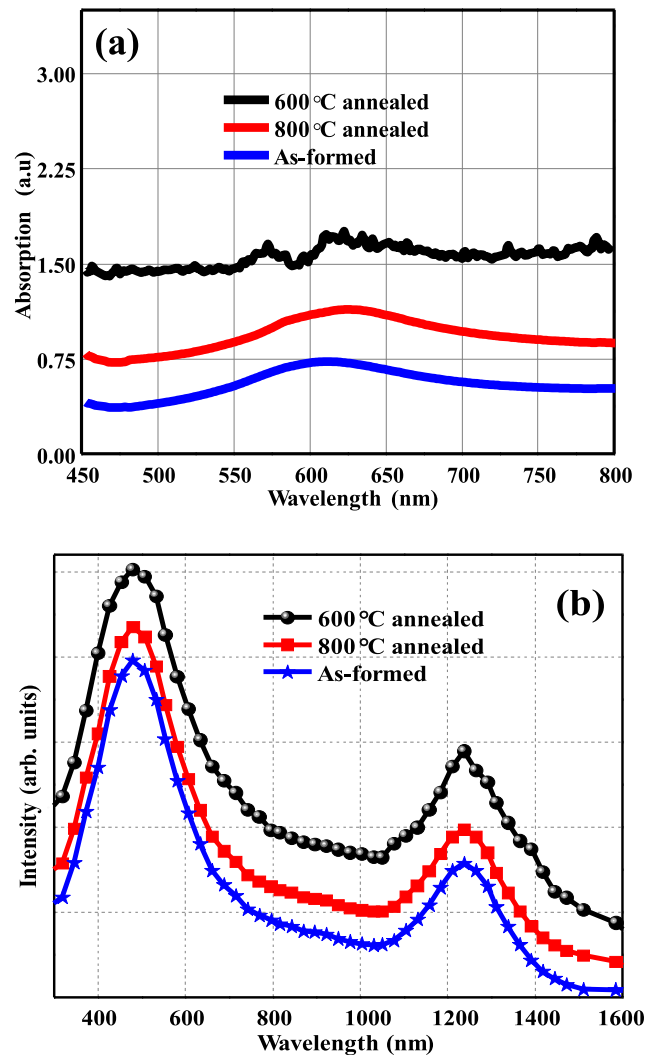 (a)
3.00
600 °C annealed
800 °C annealed
As-formed
2.25
Absorption (a.u)
1.50
0.75
0.00
450 500 550 600 650 700 750 800
Wavelength (nm)
(b)
600 °C annealed
800 °C annealed
As-formed
Intensity (arb. units)
400 600 800 1000 1200 1400 1600
Wavelength (nm)